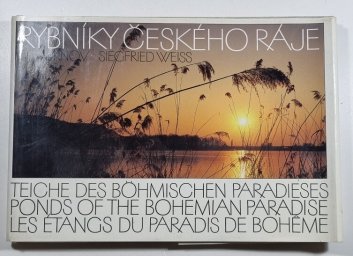 RYBNÍKY ČESKÉHO RÁJE
SIEGFRIED WEISS
TEICHE DES BÖHMISCHEN PARADIESES
PONDS OF THE BOHEMIAN PARADISE
LES ÉTANGS DU PARADIS DE BOHÊME